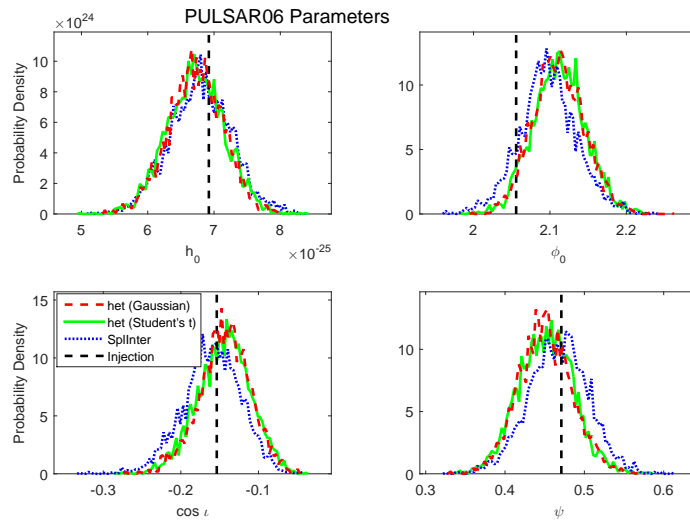 PULSAR06 Parameters
×10^24
Probability Density
10
8
6
4
2
0
5 6 7 8
h_0
×10^-25
10
5
0
2 2.1 2.2
ϕ_0
het (Gaussian)
het (Student's t)
SplInter
Injection
Probability Density
15
10
5
0
-0.3 -0.2 -0.1
cos ι
10
5
0
0.3 0.4 0.5 0.6
ψ